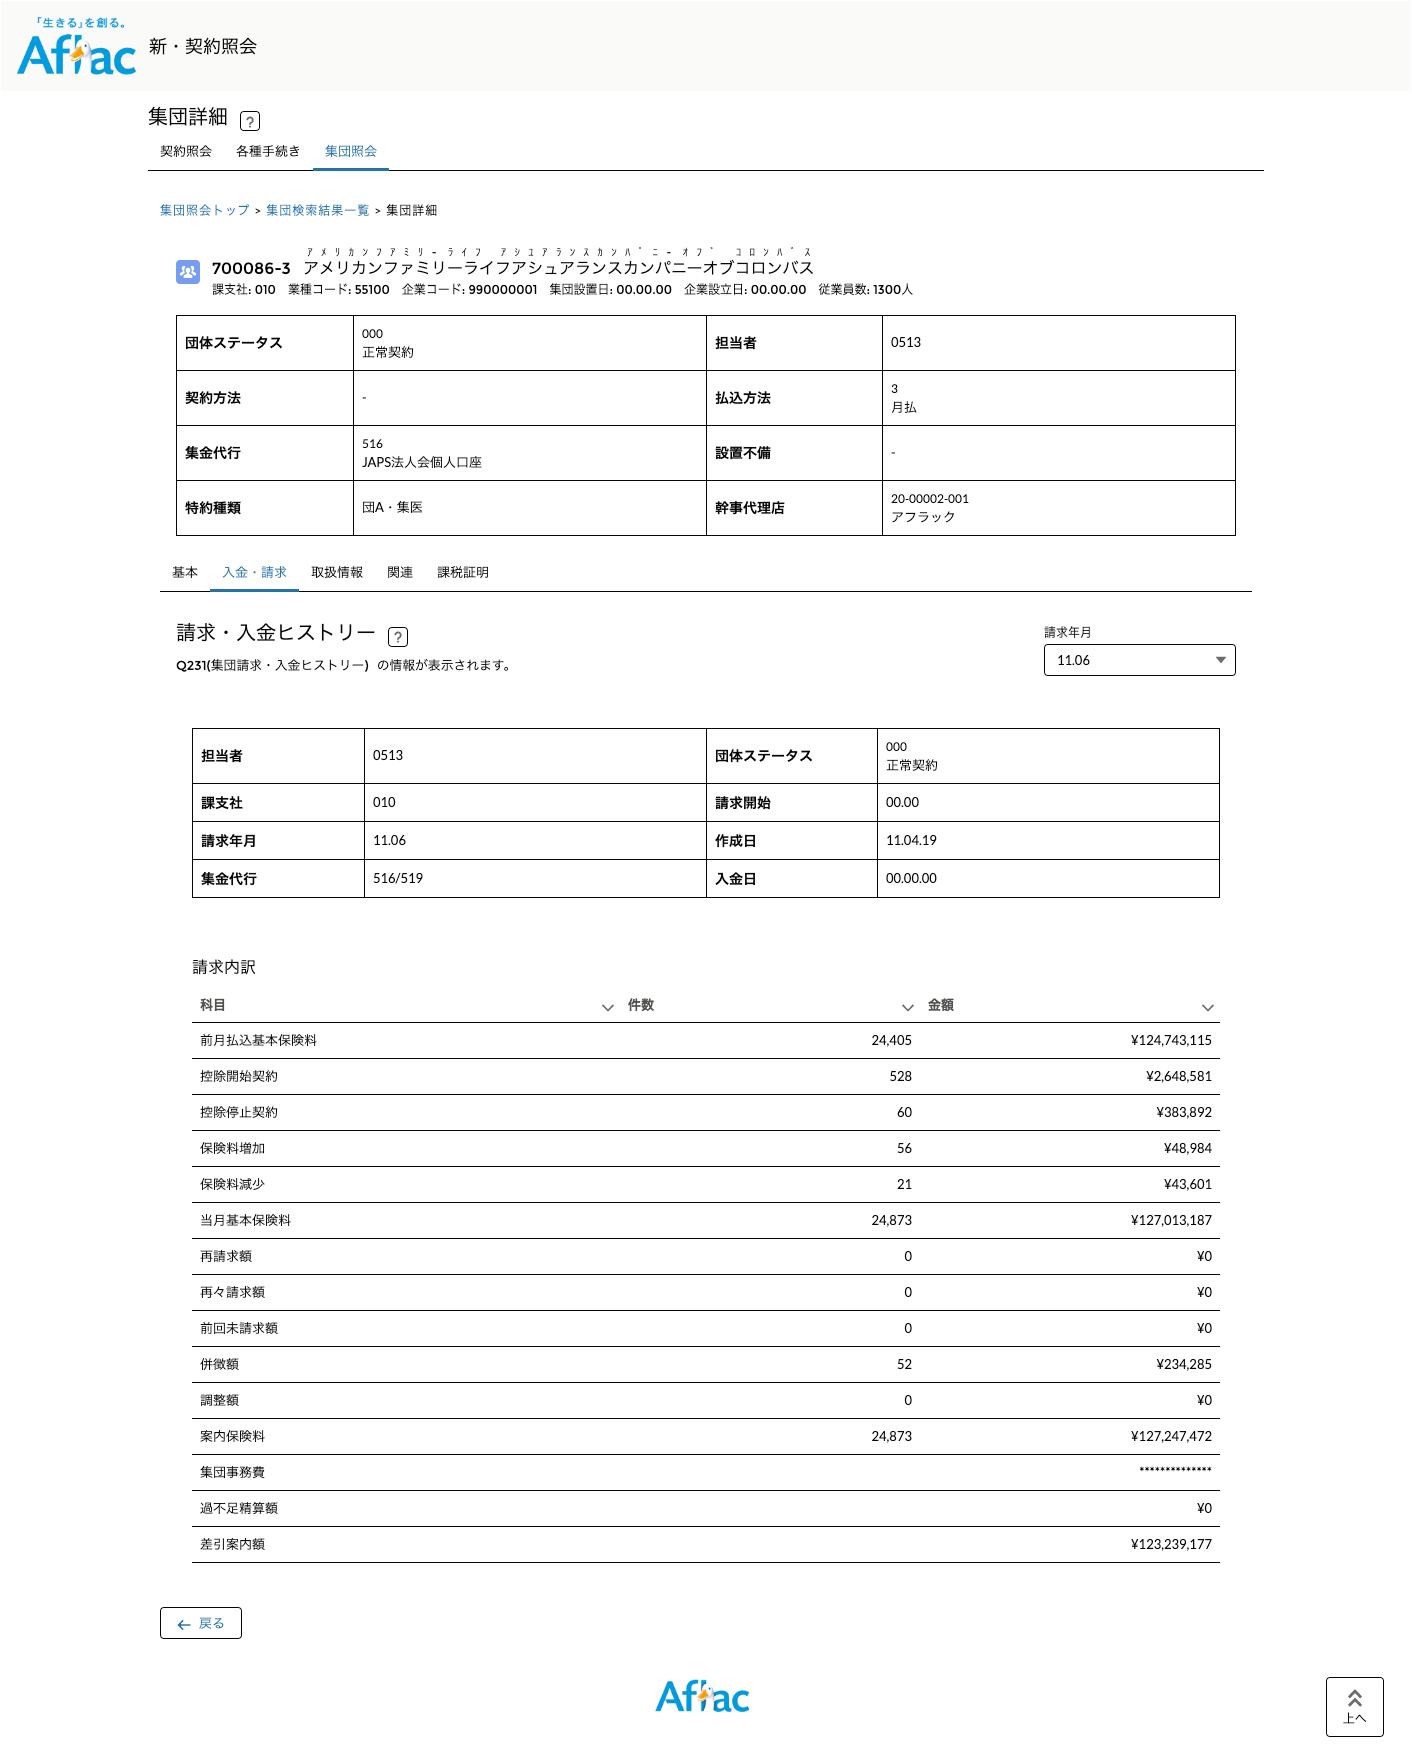 「生きる」を創る。
Aflac 新・契約照会
集団詳細 ?
契約照会 各種手続き 集団照会
集団照会トップ > 集団検索結果一覧 > 集団詳細
ｱﾒﾘｶﾝﾌｱﾐﾘｰﾗｲﾌ ｱｼﾕｱﾗﾝｽｶﾝﾊﾟﾆｰｵﾌﾞ ｺﾛﾝﾊﾞｽ
700086-3 アメリカンファミリーライフアシュアランスカンパニーオブコロンバス
課支社: 010 業種コード: 55100 企業コード: 990000001 集団設置日: 00.00.00 企業設立日: 00.00.00 従業員数: 1300人
団体ステータス 000 正常契約 担当者 0513
契約方法 - 払込方法 3 月払
集金代行 516 JAPS法人会個人口座 設置不備 -
特約種類 団A・集医 幹事代理店 20-00002-001 アフラック
基本 入金・請求 取扱情報 関連 課税証明
請求・入金ヒストリー ? 請求年月
Q231(集団請求・入金ヒストリー) の情報が表示されます。 11.06
担当者 0513 団体ステータス 000 正常契約
課支社 010 請求開始 00.00
請求年月 11.06 作成日 11.04.19
集金代行 516/519 入金日 00.00.00
請求内訳
科目 件数 金額
前月払込基本保険料 24,405 ¥124,743,115
控除開始契約 528 ¥2,648,581
控除停止契約 60 ¥383,892
保険料増加 56 ¥48,984
保険料減少 21 ¥43,601
当月基本保険料 24,873 ¥127,013,187
再請求額 0 ¥0
再々請求額 0 ¥0
前回未請求額 0 ¥0
併徴額 52 ¥234,285
調整額 0 ¥0
案内保険料 24,873 ¥127,247,472
集団事務費 **************
過不足精算額 ¥0
差引案内額 ¥123,239,177
戻る
Aflac
上へ